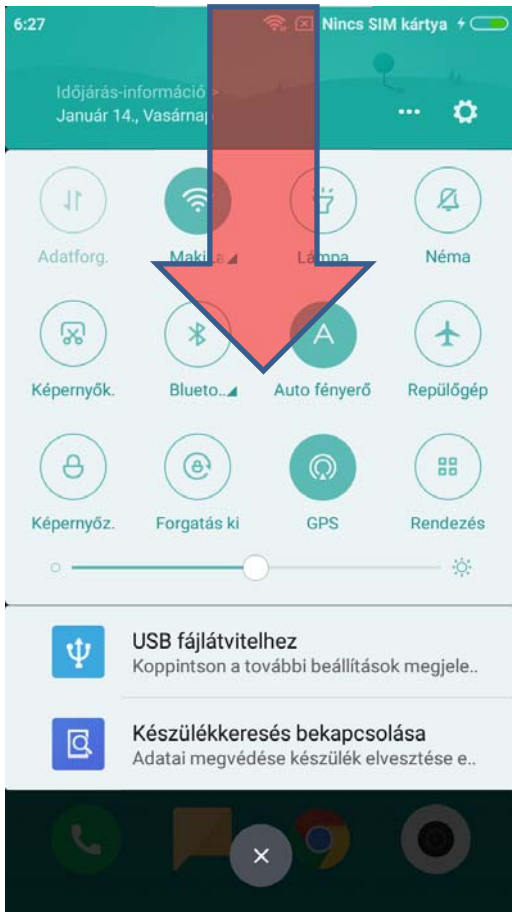 6:27 Nincs SIM kártya
Időjárás-információ >
Január 14., Vasárnap
Adatforg. Lámpa Néma
Képernyők. Blueto.. Auto fényerő Repülőgép
Képernyőz. Forgatás ki GPS Rendezés
USB fájlátvitelhez
Koppintson a további beállítások megjele..
Készülékkeresés bekapcsolása
Adatai megvédése készülék elvesztése e..